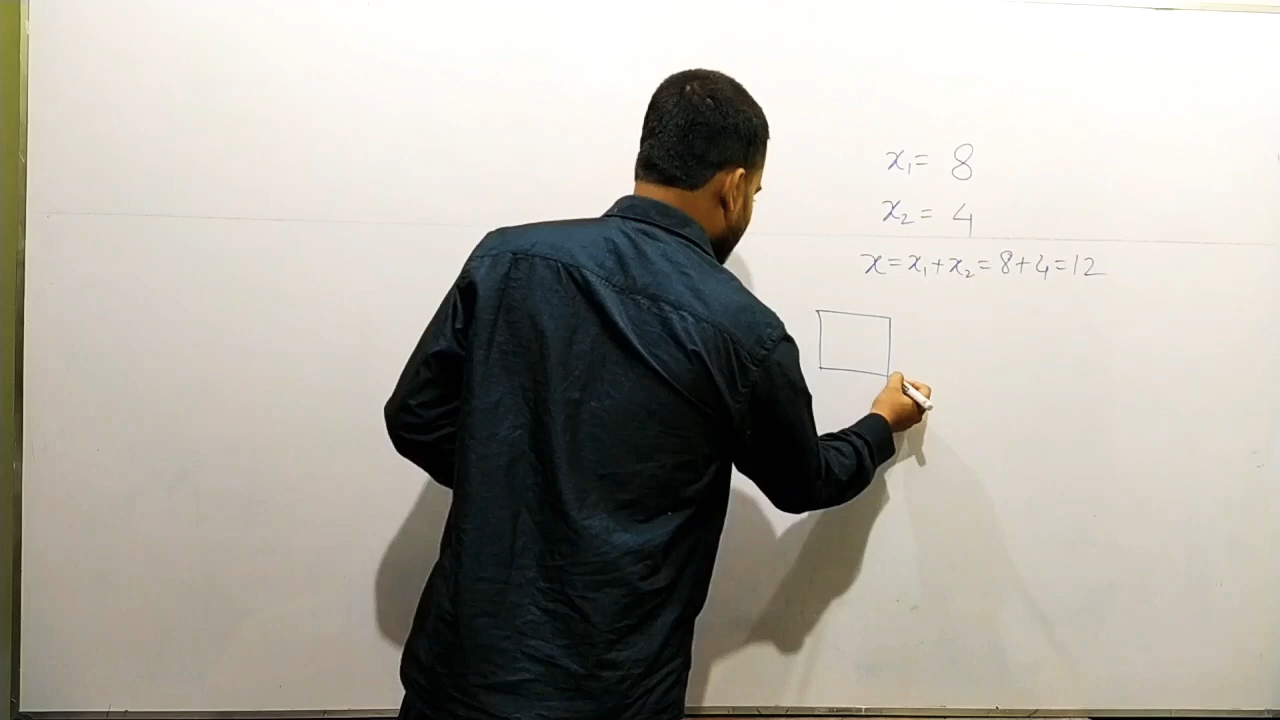 x₁ = 8
x₂ = 4
x = x₁ + x₂ = 8 + 4 = 12